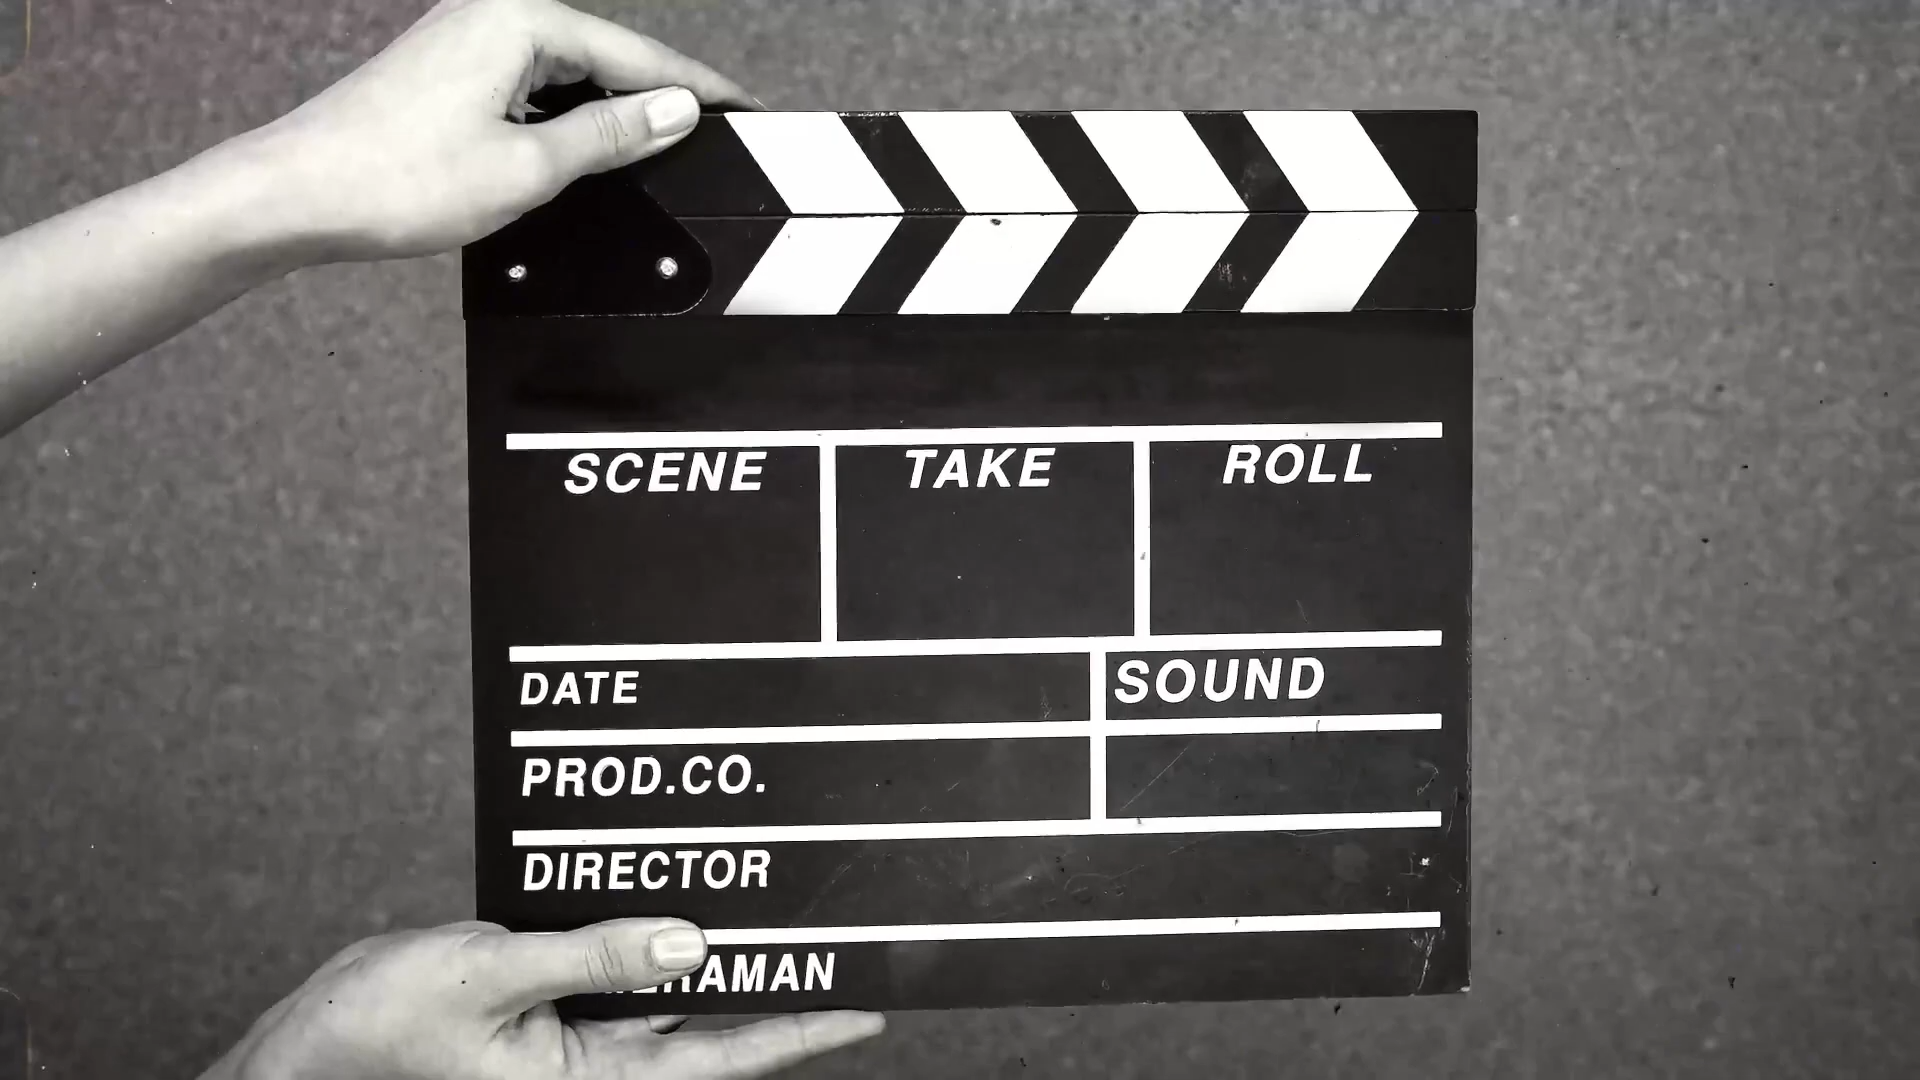 SCENE TAKE ROLL
DATE SOUND
PROD.CO.
DIRECTOR